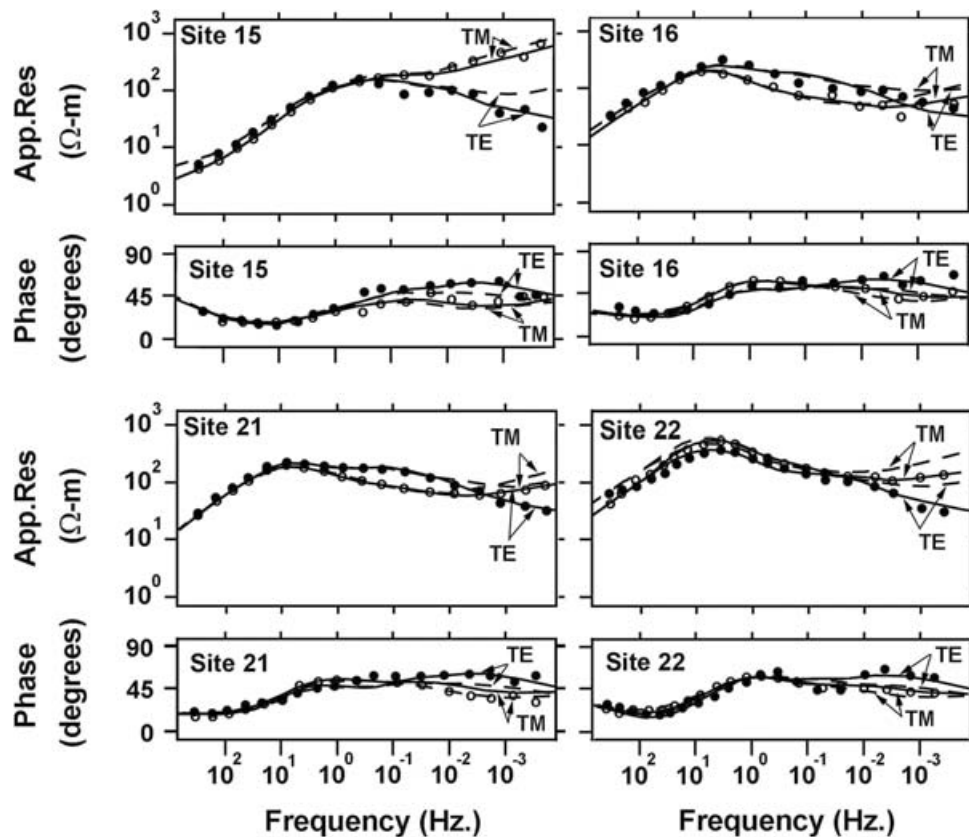 App.Res
(Ω-m)
10³
10²
10¹
10⁰
Site 15
TM
TE
Site 16
TM
TE
Phase
(degrees)
90
45
0
Site 15
TE
TM
Site 16
TE
TM
App.Res
(Ω-m)
10³
10²
10¹
10⁰
Site 21
TM
TE
Site 22
TM
TE
Phase
(degrees)
90
45
0
Site 21
TE
TM
Site 22
TE
TM
10² 10¹ 10⁰ 10⁻¹ 10⁻² 10⁻³
10² 10¹ 10⁰ 10⁻¹ 10⁻² 10⁻³
Frequency (Hz.)
Frequency (Hz.)